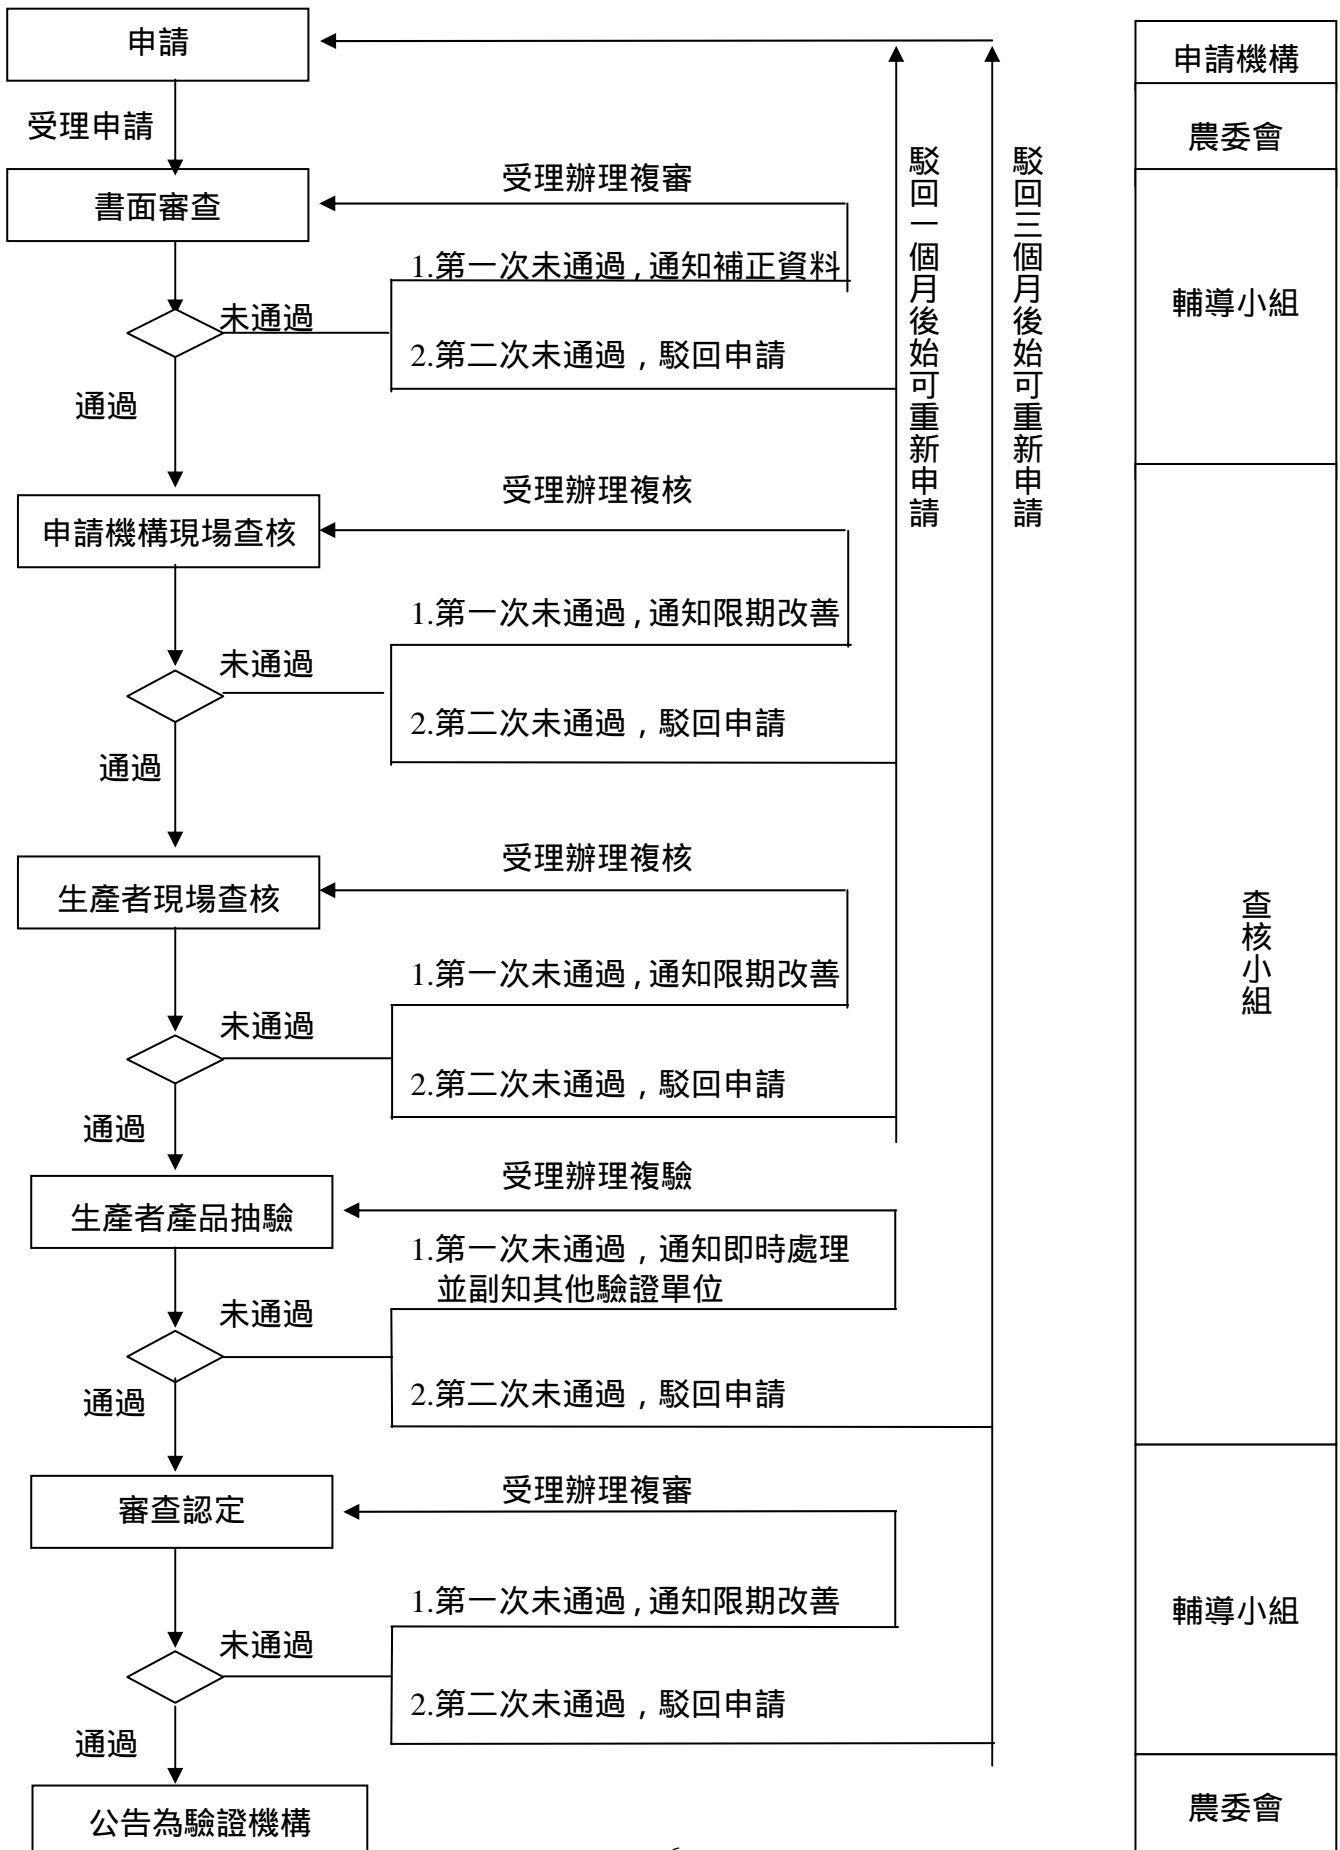 申請
申請機構
受理申請
農委會
書面審查
受理辦理複審
1.第一次未通過,通知補正資料
未通過
2.第二次未通過，駁回申請
通過
駁回一個月後始可重新申請
駁回三個月後始可重新申請
輔導小組
申請機構現場查核
受理辦理複核
1.第一次未通過,通知限期改善
未通過
2.第二次未通過，駁回申請
通過
生產者現場查核
受理辦理複核
1.第一次未通過,通知限期改善
未通過
2.第二次未通過，駁回申請
通過
查核小組
生產者產品抽驗
受理辦理複驗
1.第一次未通過，通知即時處理
並副知其他驗證單位
未通過
2.第二次未通過，駁回申請
通過
審查認定
受理辦理複審
1.第一次未通過,通知限期改善
未通過
2.第二次未通過，駁回申請
通過
輔導小組
公告為驗證機構
農委會